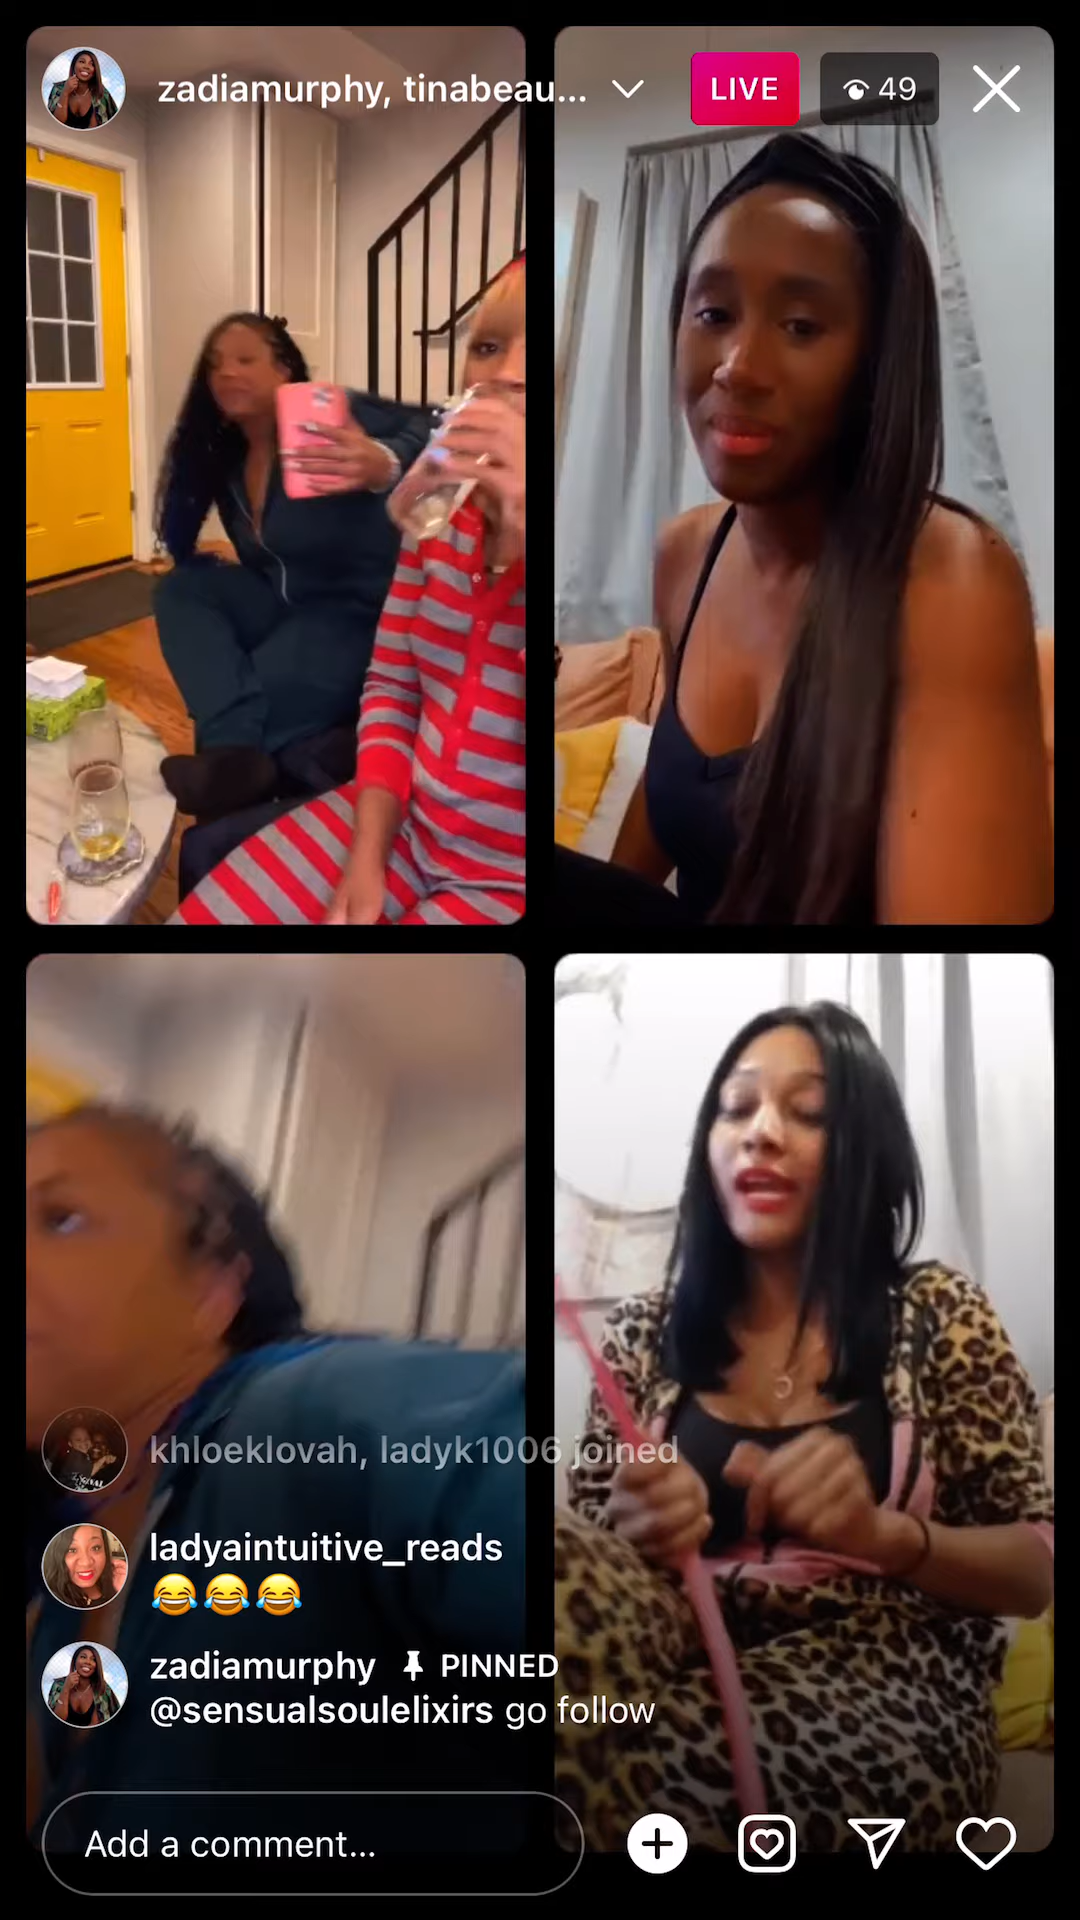 zadiamurphy, tinabeau...
LIVE
49
khloeklovah, ladyk1006 joined
ladyaintuitive_reads
😂😂😂
zadiamurphy PINNED
@sensualsoulelixirs go follow
Add a comment...